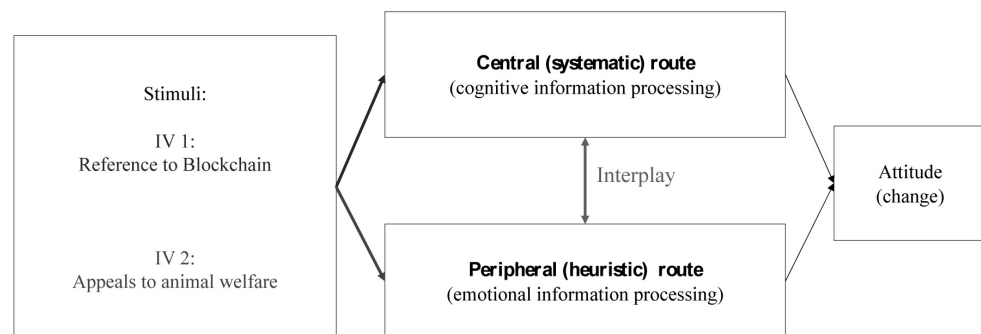 Stimuli:
IV 1:
Reference to Blockchain
IV 2:
Appeals to animal welfare
Central (systematic) route
(cognitive information processing)
Interplay
Peripheral (heuristic) route
(emotional information processing)
Attitude
(change)